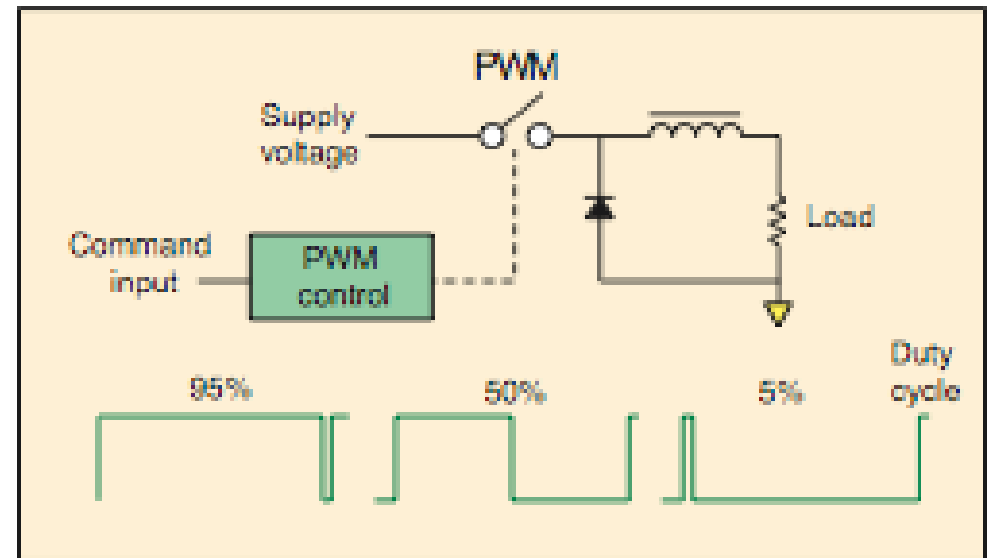 PWM
Supply
voltage
Command
input
PWM
control
Load
95%
50%
5%
Duty
cycle